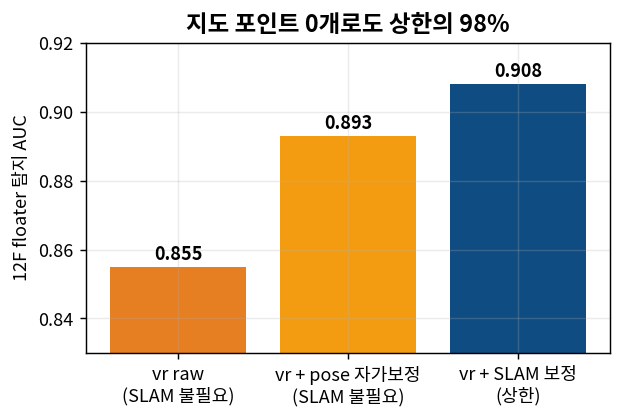 지도 포인트 0개로도 상한의 98%
12F floater 탐지 AUC
0.92
0.90
0.88
0.86
0.84
0.855
0.893
0.908
vr raw
(SLAM 불필요)
vr + pose 자가보정
(SLAM 불필요)
vr + SLAM 보정
(상한)